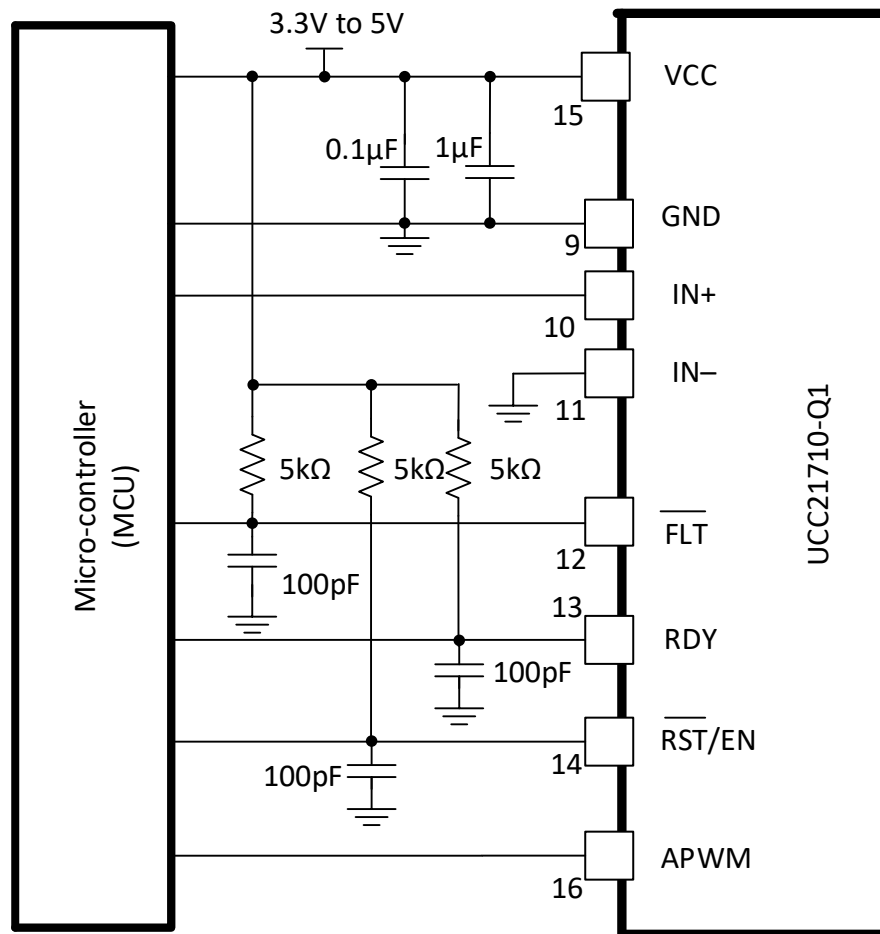 3.3V to 5V
VCC
15
0.1µF
1µF
GND
9
IN+
10
IN–
11
Micro-controller
(MCU)
UCC21710-Q1
5kΩ
5kΩ
5kΩ
FLT
12
100pF
13
RDY
100pF
RST/EN
14
100pF
APWM
16